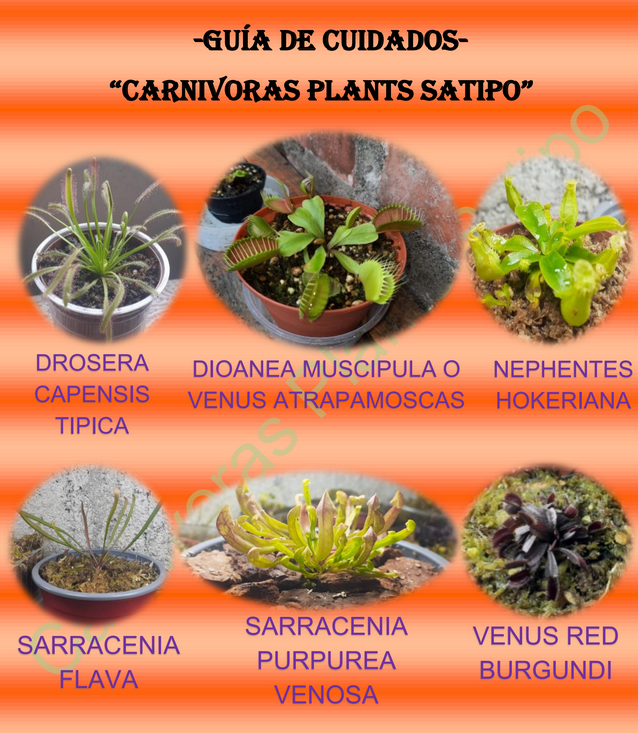 -GUÍA DE CUIDADOS-
“CARNIVORAS PLANTS SATIPO”
DROSERA
CAPENSIS
TIPICA
DIOANEA MUSCIPULA O
VENUS ATRAPAMOSCAS
NEPHENTES
HOKERIANA
SARRACENIA
FLAVA
SARRACENIA
PURPUREA
VENOSA
VENUS RED
BURGUNDI